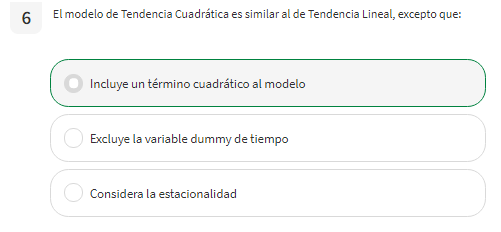 6 El modelo de Tendencia Cuadrática es similar al de Tendencia Lineal, excepto que:
Incluye un término cuadrático al modelo
Excluye la variable dummy de tiempo
Considera la estacionalidad